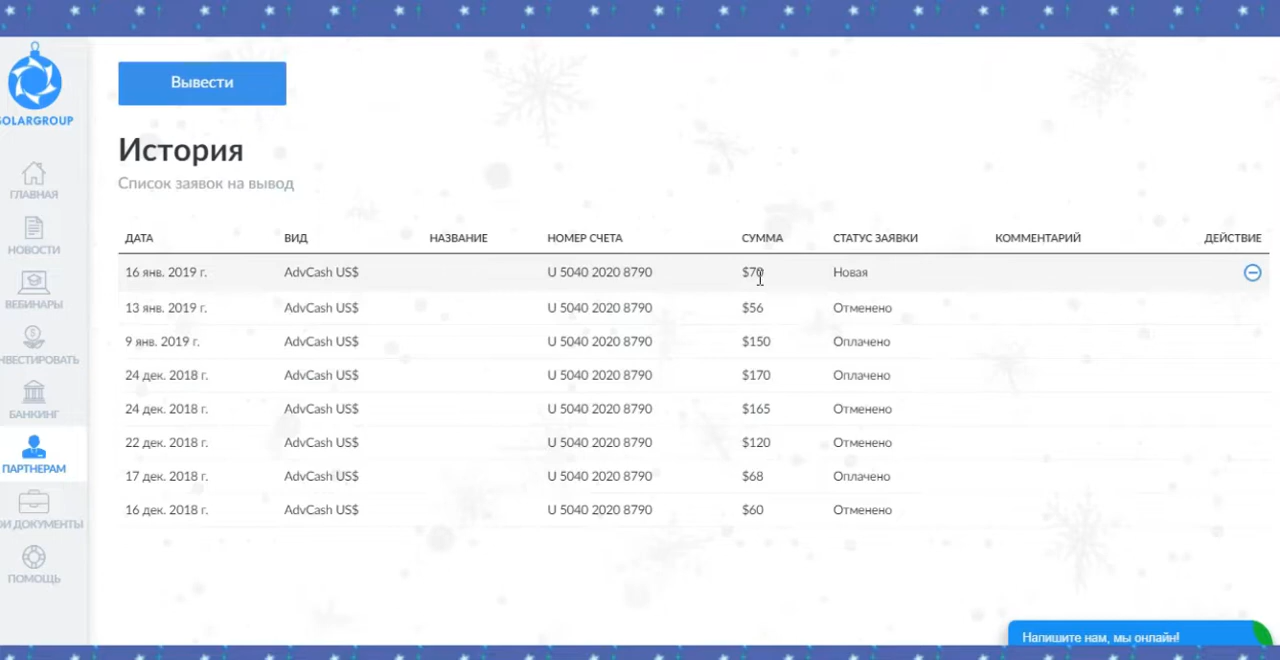 Вывести
SOLARGROUP
История
Список заявок на вывод
ГЛАВНАЯ
НОВОСТИ
ВЕБИНАРЫ
НВЕСТИРОВАТЬ
БАНКИНГ
ПАРТНЕРАМ
ОИ ДОКУМЕНТЫ
ПОМОЩЬ
ДАТА ВИД НАЗВАНИЕ НОМЕР СЧЕТА СУММА СТАТУС ЗАЯВКИ КОММЕНТАРИЙ ДЕЙСТВИЕ
16 янв. 2019 г. AdvCash US$ U 5040 2020 8790 $70 Новая
13 янв. 2019 г. AdvCash US$ U 5040 2020 8790 $56 Отменено
9 янв. 2019 г. AdvCash US$ U 5040 2020 8790 $150 Оплачено
24 дек. 2018 г. AdvCash US$ U 5040 2020 8790 $170 Оплачено
24 дек. 2018 г. AdvCash US$ U 5040 2020 8790 $165 Отменено
22 дек. 2018 г. AdvCash US$ U 5040 2020 8790 $120 Отменено
17 дек. 2018 г. AdvCash US$ U 5040 2020 8790 $68 Оплачено
16 дек. 2018 г. AdvCash US$ U 5040 2020 8790 $60 Отменено
Напишите нам, мы онлайн!